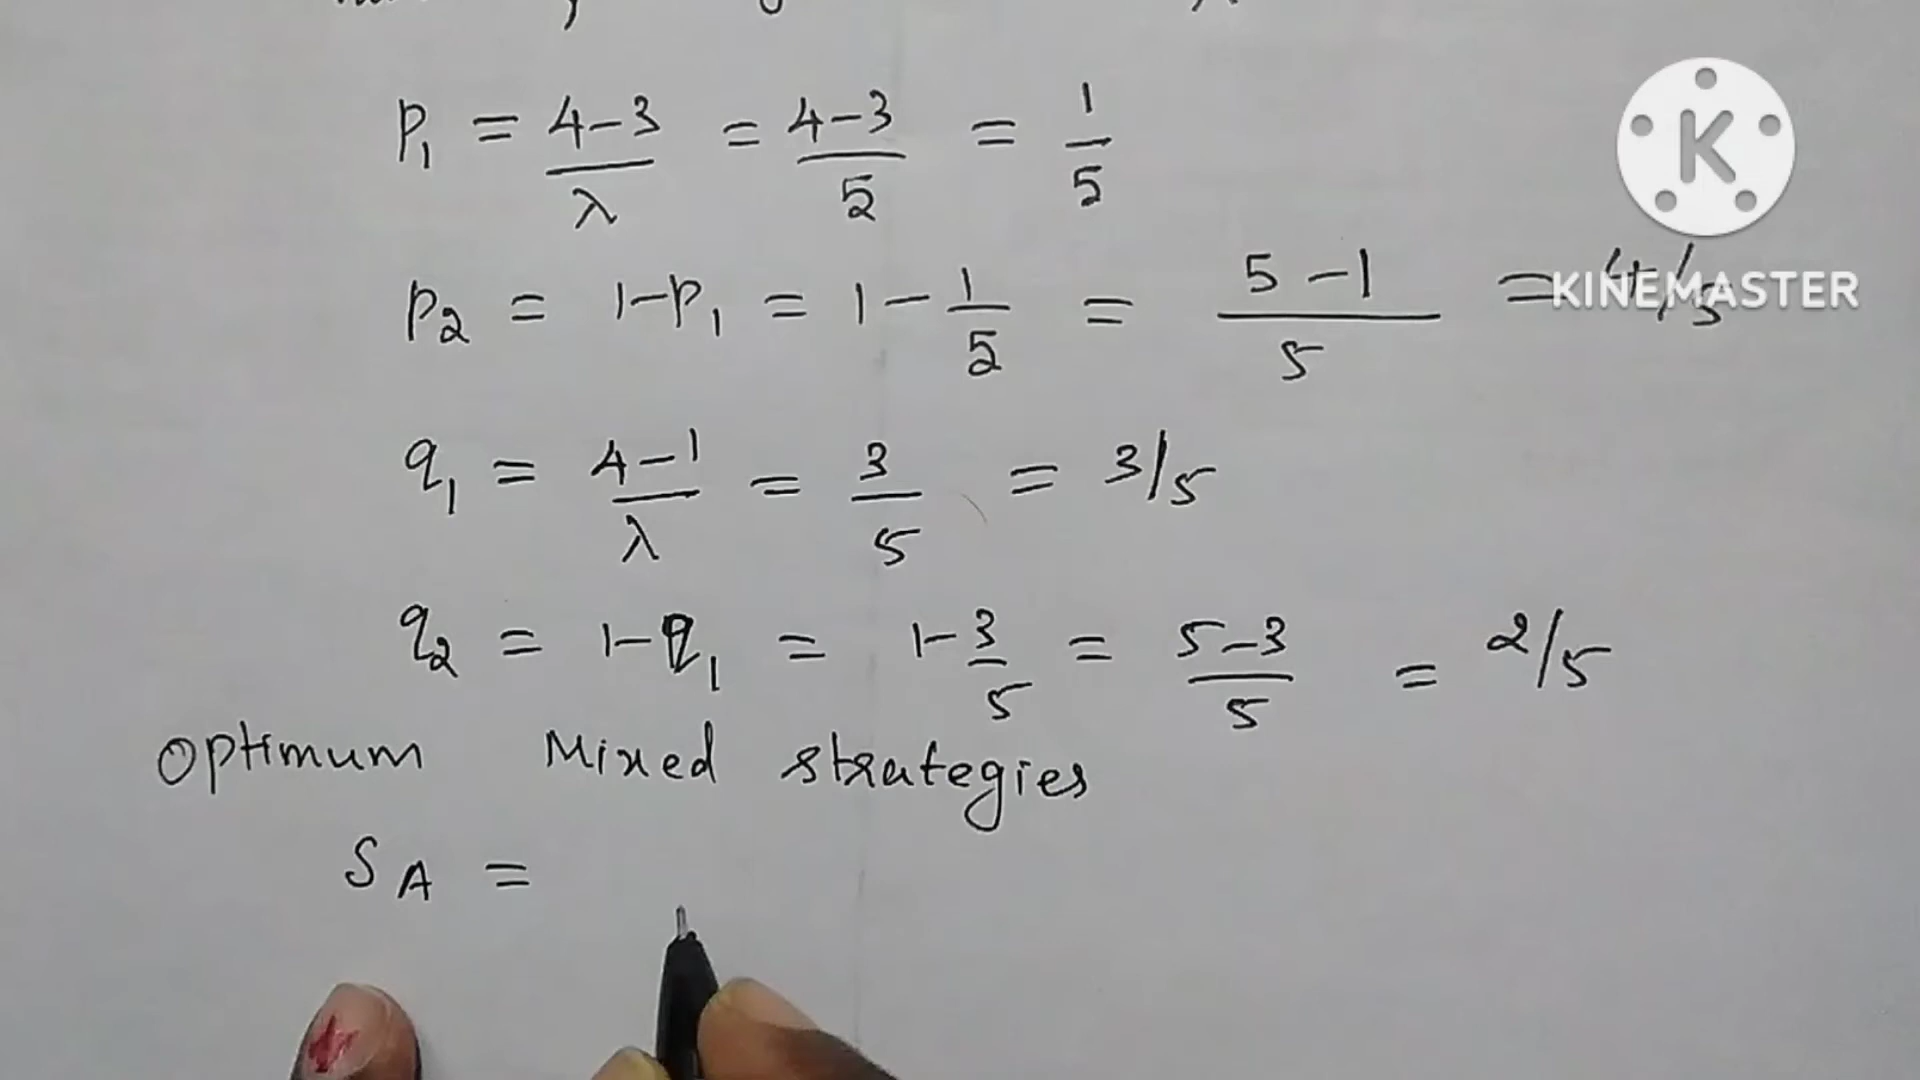 P₁ = 4-3/λ = 4-3/5 = 1/5
K
P₂ = 1-P₁ = 1-1/5 = 5-1/5 = 4/5
KINEMASTER
q₁ = 4-1/λ = 3/5 = 3/5
q₂ = 1-q₁ = 1-3/5 = 5-3/5 = 2/5
Optimum Mixed strategies
S A =